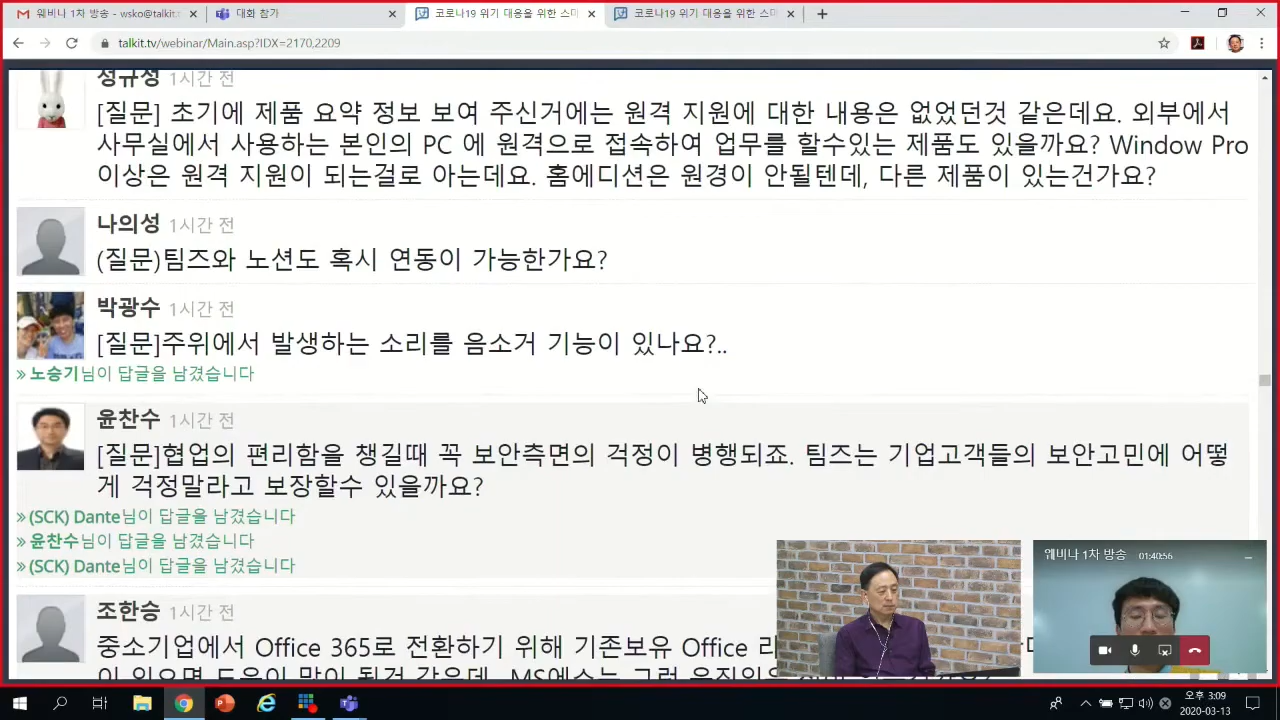 웨비나 1차 방송 - wsko@talkit.t
대화 참가
코로나19 위기 대응을 위한 스마
코로나19 위기 대응을 위한 스마
talkit.tv/webinar/Main.asp?IDX=2170,2209
성규성 1시간 전
[질문] 초기에 제품 요약 정보 보여 주신거에는 원격 지원에 대한 내용은 없었던것 같은데요. 외부에서
사무실에서 사용하는 본인의 PC 에 원격으로 접속하여 업무를 할수있는 제품도 있을까요? Window Pro
이상은 원격 지원이 되는걸로 아는데요. 홈에디션은 원경이 안될텐데, 다른 제품이 있는건가요?
나의성 1시간 전
(질문)팀즈와 노션도 혹시 연동이 가능한가요?
박광수 1시간 전
[질문]주위에서 발생하는 소리를 음소거 기능이 있나요?..
» 노승기님이 답글을 남겼습니다
윤찬수 1시간 전
[질문]협업의 편리함을 챙길때 꼭 보안측면의 걱정이 병행되죠. 팀즈는 기업고객들의 보안고민에 어떻
게 걱정말라고 보장할수 있을까요?
» (SCK) Dante님이 답글을 남겼습니다
» 윤찬수님이 답글을 남겼습니다
» (SCK) Dante님이 답글을 남겼습니다
웨비나 1차 방송 01:40:56
조한승 1시간 전
중소기업에서 Office 365로 전환하기 위해 기존보유 Office
오후 3:09
2020-03-13